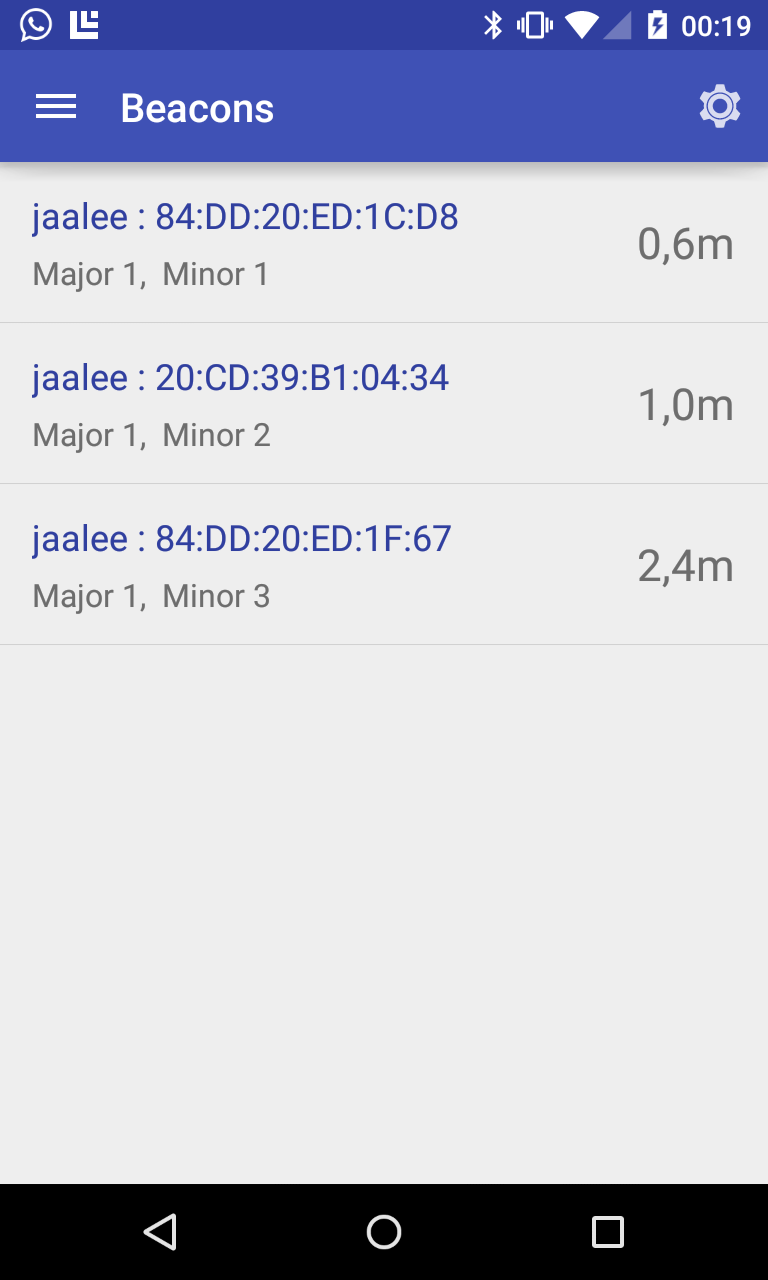 00:19
Beacons
jaalee : 84:DD:20:ED:1C:D8
0,6m
Major 1,  Minor 1
jaalee : 20:CD:39:B1:04:34
1,0m
Major 1,  Minor 2
jaalee : 84:DD:20:ED:1F:67
2,4m
Major 1,  Minor 3